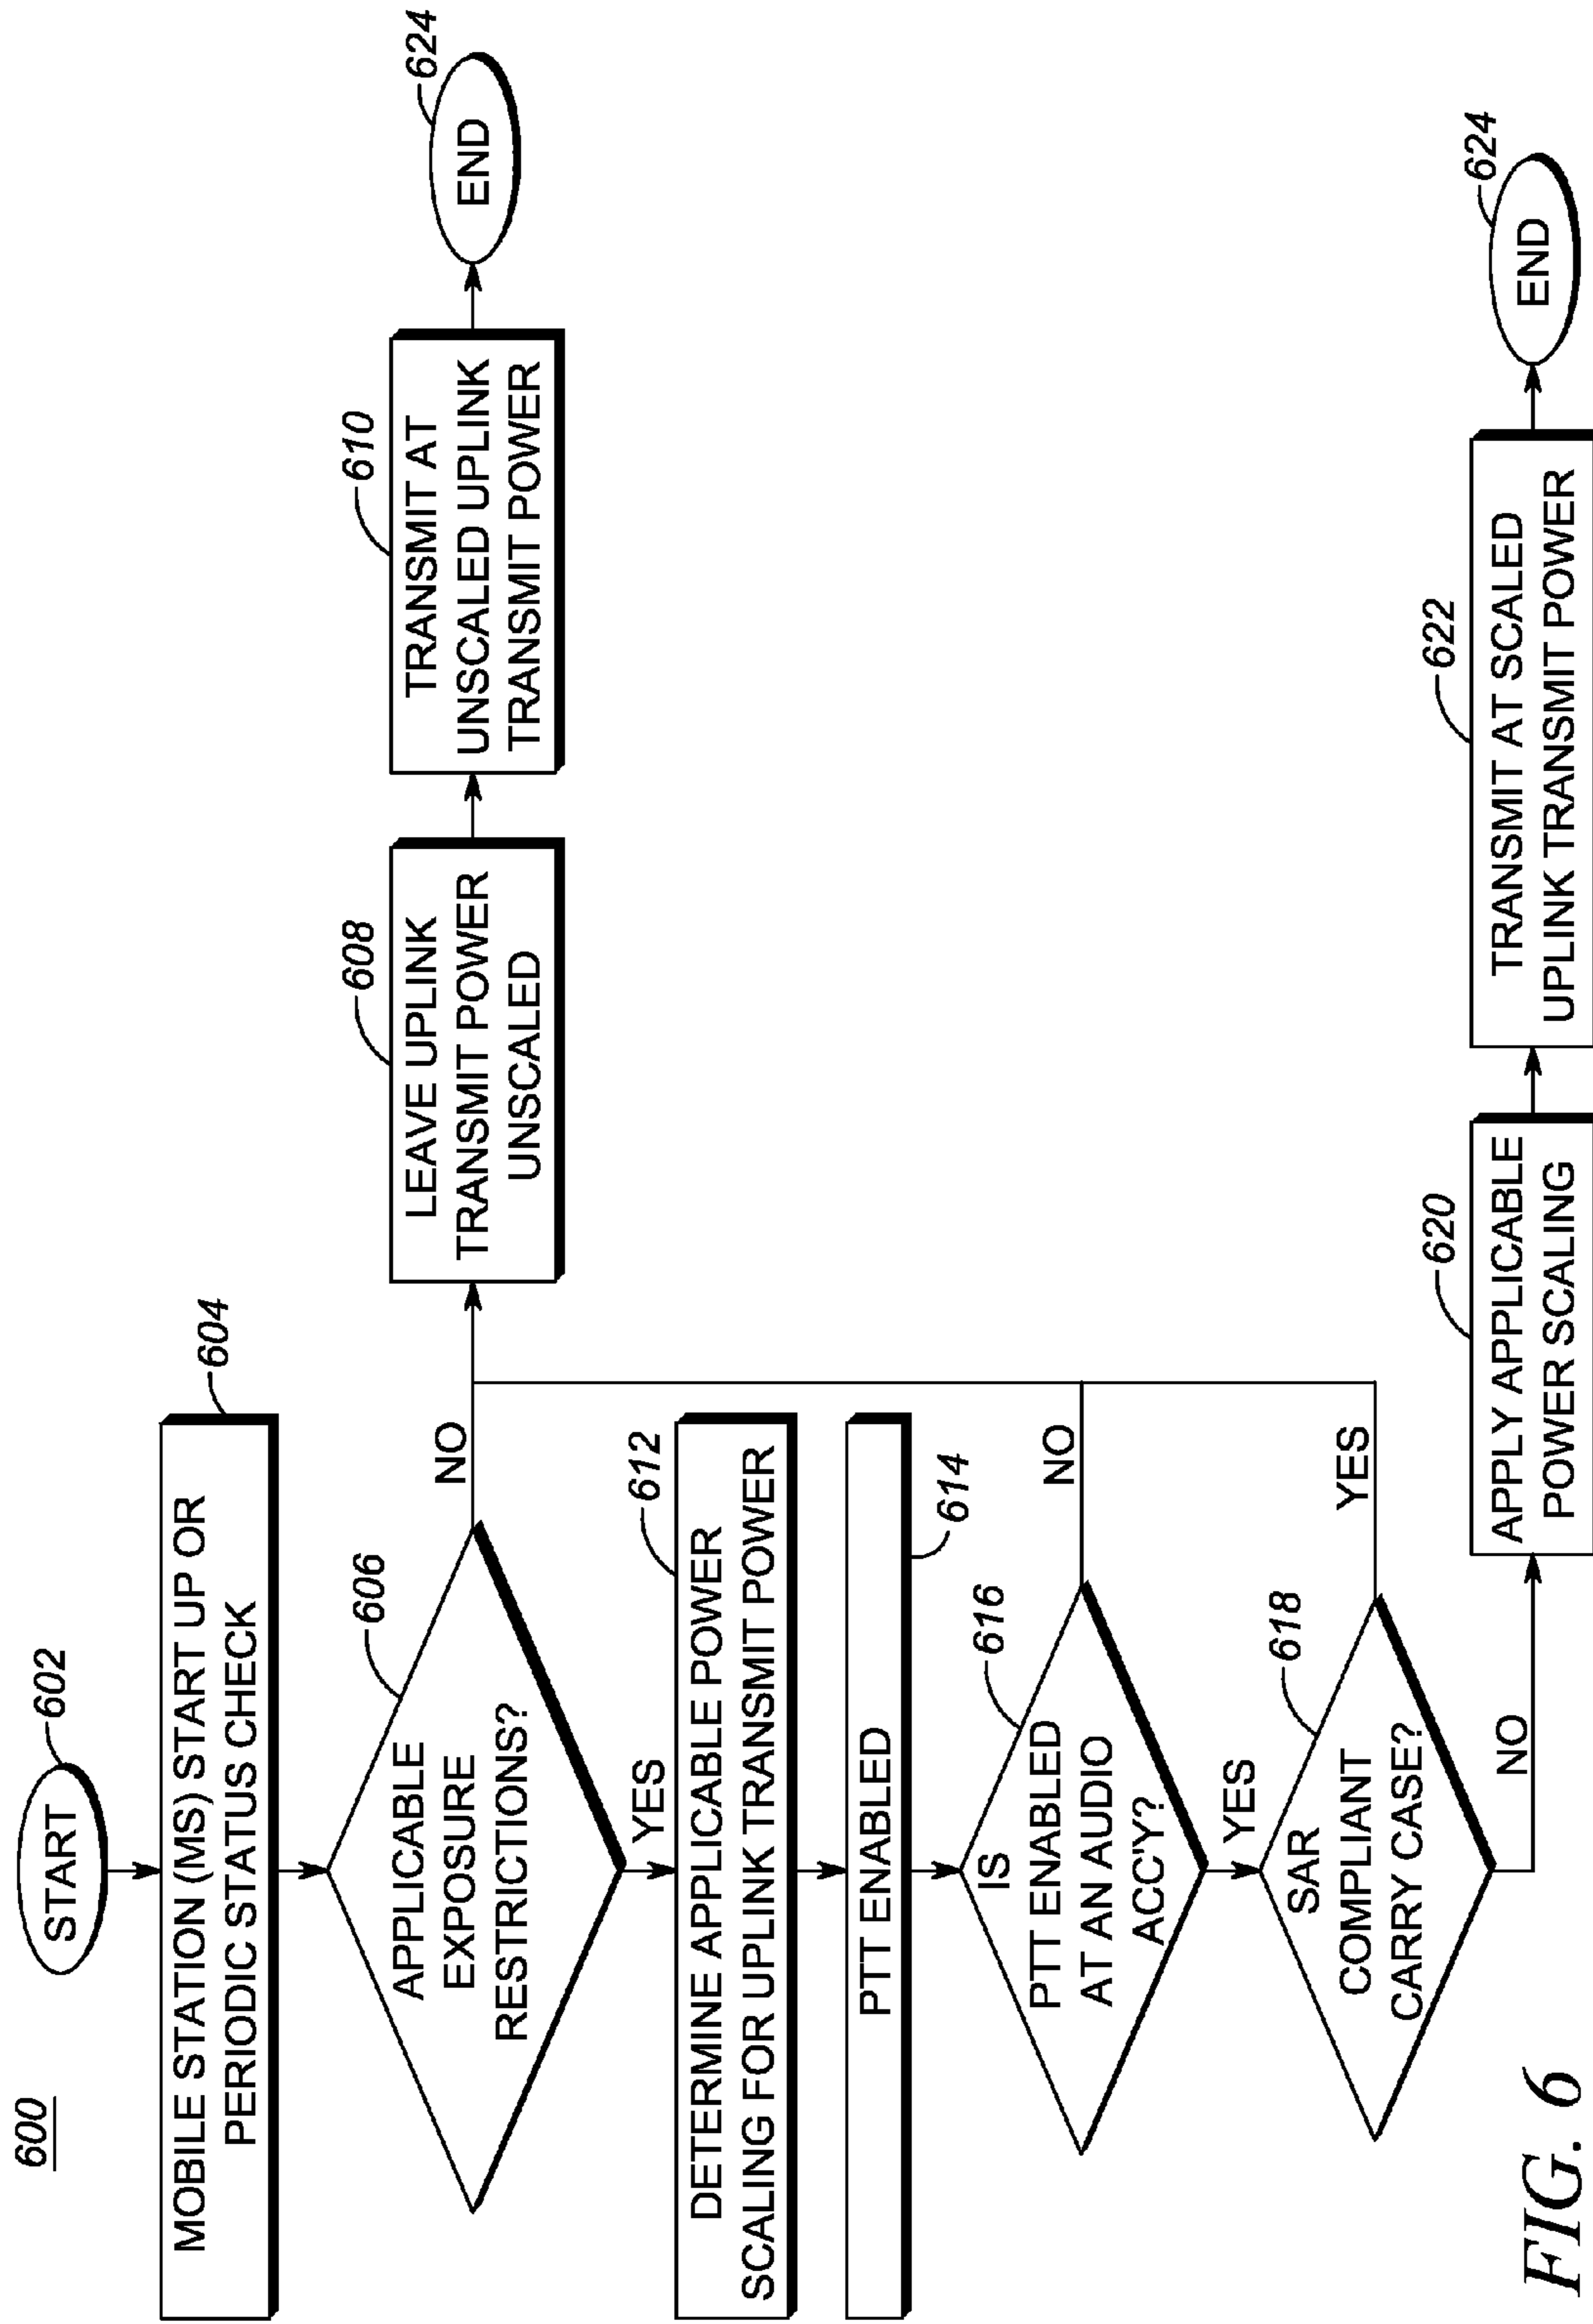 600
START
602
MOBILE STATION (MS) START UP OR
PERIODIC STATUS CHECK
604
APPLICABLE
EXPOSURE
RESTRICTIONS?
606
NO
LEAVE UPLINK
TRANSMIT POWER
UNSCALED
608
TRANSMIT AT
UNSCALED UPLINK
TRANSMIT POWER
610
END
624
YES
DETERMINE APPLICABLE POWER
SCALING FOR UPLINK TRANSMIT POWER
612
PTT ENABLED
614
IS
PTT ENABLED
AT AN AUDIO
ACC'Y?
616
NO
YES
SAR
COMPLIANT
CARRY CASE?
618
YES
NO
APPLY APPLICABLE
POWER SCALING
620
TRANSMIT AT SCALED
UPLINK TRANSMIT POWER
622
END
624
FIG. 6